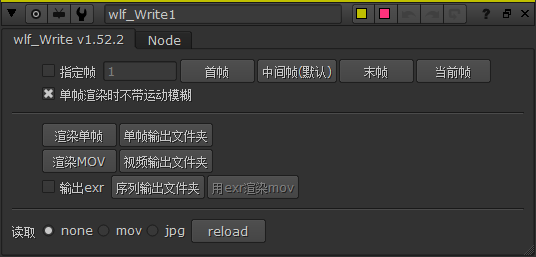 wlf_Write1
wlf_Write v1.52.2 Node
指定帧 1 首帧 中间帧(默认) 末帧 当前帧
单帧渲染时不带运动模糊
渲染单帧 单帧输出文件夹
渲染MOV 视频输出文件夹
输出exr 序列输出文件夹 用exr渲染mov
读取 none mov jpg reload